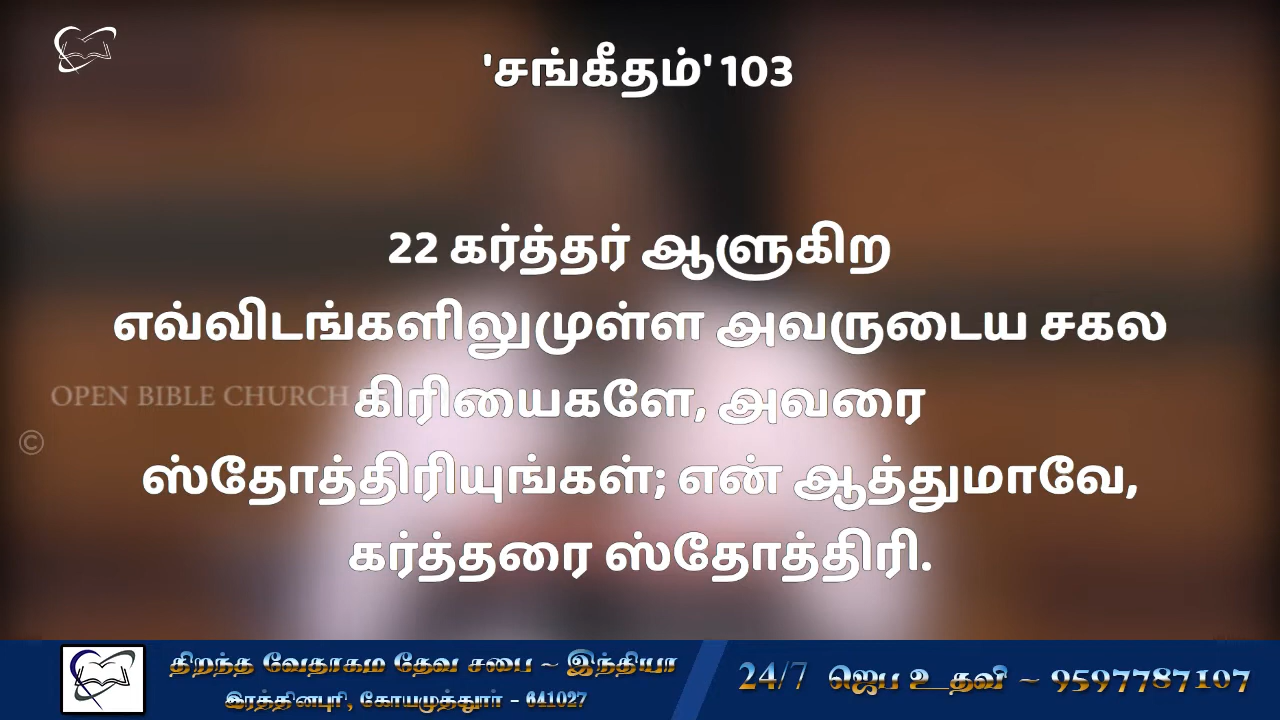 'சங்கீதம்' 103
22 கர்த்தர் ஆளுகிற
எவ்விடங்களிலுமுள்ள அவருடைய சகல
கிரியைகளே, அவரை
ஸ்தோத்திரியுங்கள்; என் ஆத்துமாவே,
கர்த்தரை ஸ்தோத்திரி.
OPEN BIBLE CHURCH
©
திறந்த வேதாகம தேவ சபை ~ இந்தியா
இரத்தினபுரி, கோயமுத்தூர் - 641027
24/7 ஜெப உதவி ~ 9597787107